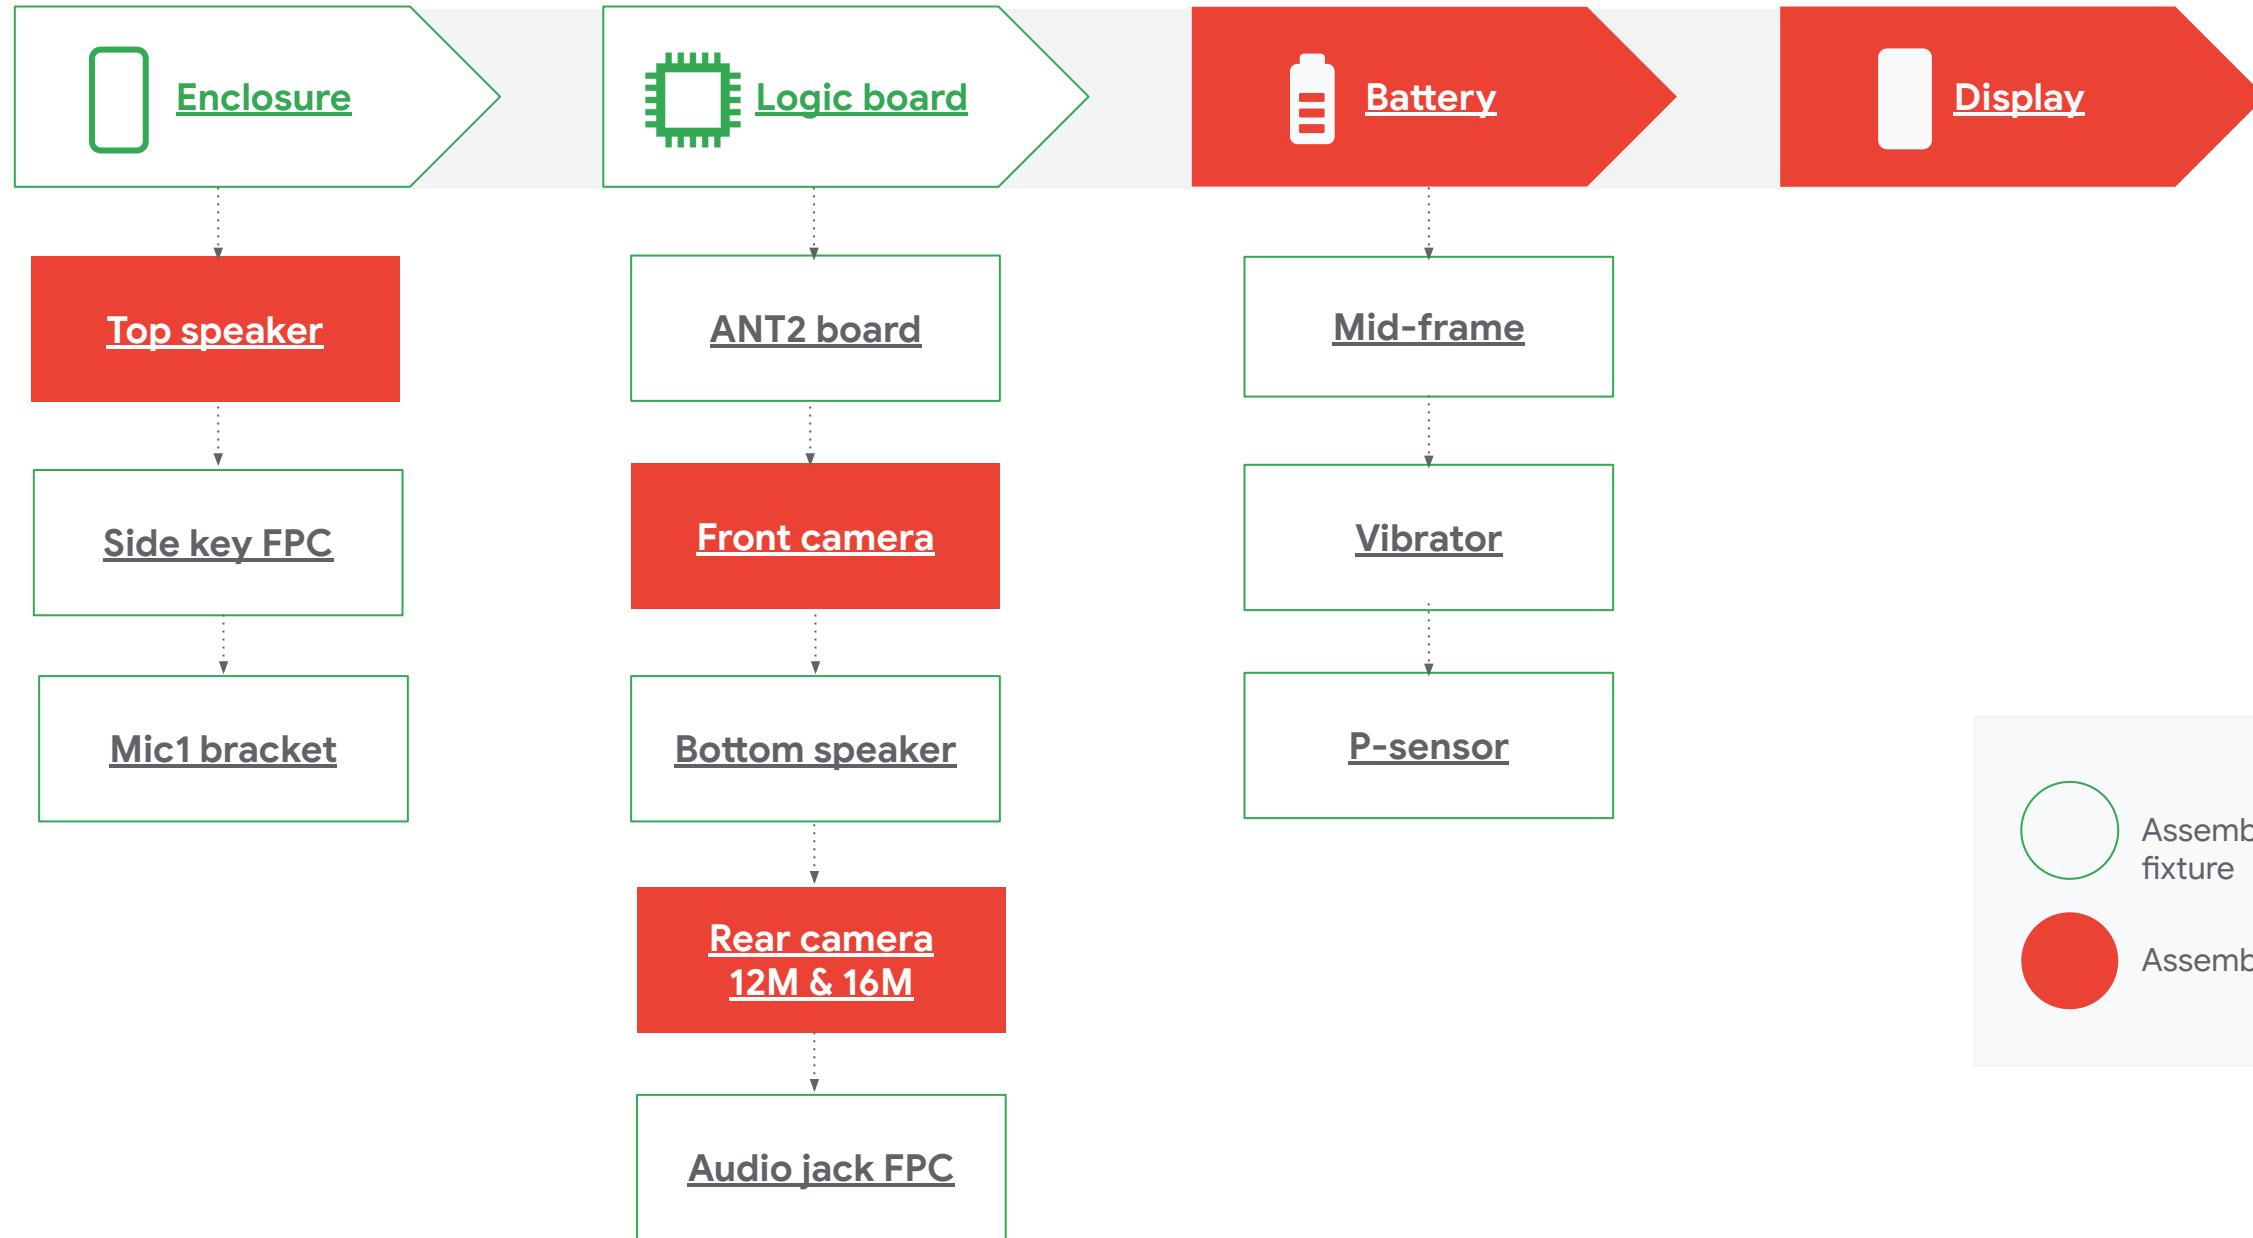 Enclosure
Logic board
Battery
Display
Top speaker
Side key FPC
Mic1 bracket
ANT2 board
Front camera
Bottom speaker
Rear camera
12M & 16M
Audio jack FPC
Mid-frame
Vibrator
P-sensor
fixture